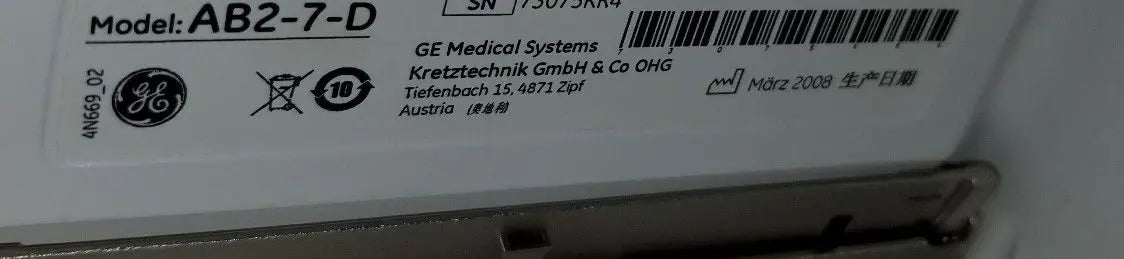 Model: AB2-7-D
SN
GE Medical Systems
Kretztechnik GmbH & Co OHG
Tiefenbach 15, 4871 Zipf
Austria (奥地利)
März 2008 生产日期
4N669_02
GE
10